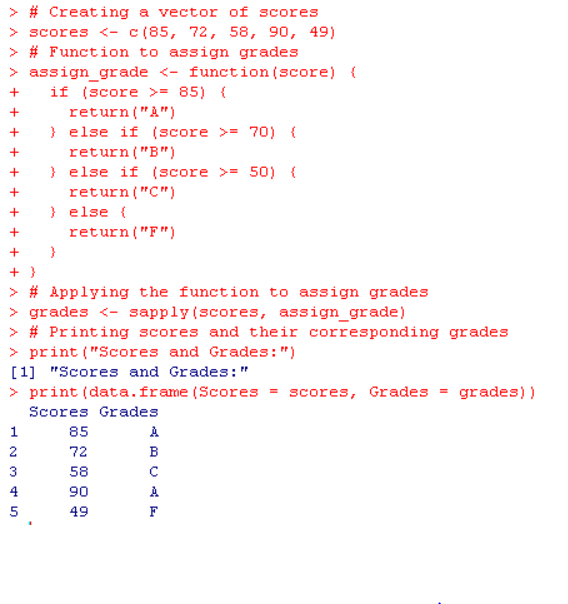 > # Creating a vector of scores
> scores <- c(85, 72, 58, 90, 49)
> # Function to assign grades
> assign_grade <- function(score) {
+   if (score >= 85) {
+     return("A")
+   } else if (score >= 70) {
+     return("B")
+   } else if (score >= 50) {
+     return("C")
+   } else {
+     return("F")
+   }
+ }
> # Applying the function to assign grades
> grades <- sapply(scores, assign_grade)
> # Printing scores and their corresponding grades
> print("Scores and Grades:")
[1] "Scores and Grades:"
> print(data.frame(Scores = scores, Grades = grades))
  Scores Grades
1     85      A
2     72      B
3     58      C
4     90      A
5     49      F